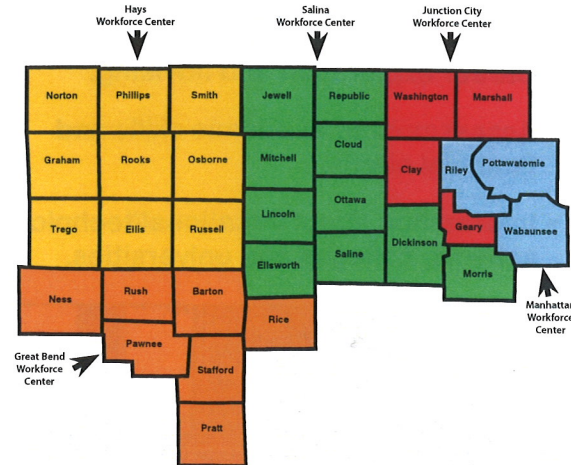 Hays
Workforce Center
Salina
Workforce Center
Junction City
Workforce Center
Norton
Phillips
Smith
Jewell
Republic
Washington
Marshall
Graham
Rooks
Osborne
Mitchell
Cloud
Clay
Riley
Pottawatomie
Trego
Ellis
Russell
Lincoln
Ottawa
Dickinson
Geary
Wabaunsee
Ellsworth
Saline
Morris
Ness
Rush
Barton
Rice
Pawnee
Stafford
Pratt
Great Bend
Workforce
Center
Manhattan
Workforce
Center